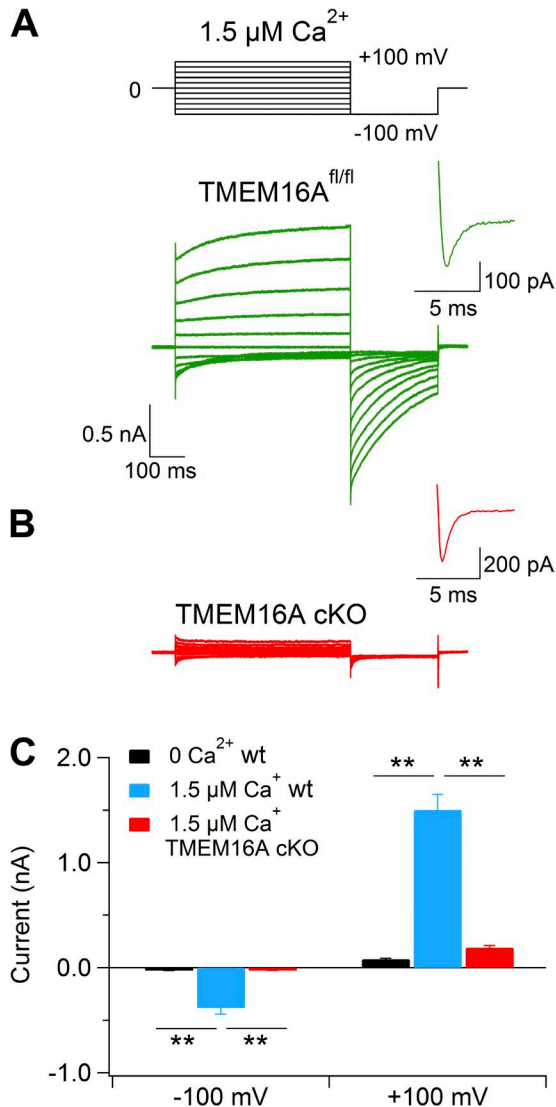 A
1.5 µM Ca2+
+100 mV
0
-100 mV
TMEM16Afl/fl
100 pA
5 ms
0.5 nA
100 ms
B
200 pA
5 ms
TMEM16A cKO
C
0 Ca2+ wt
1.5 µM Ca+ wt
1.5 µM Ca+
TMEM16A cKO
Current (nA)
2.0
1.0
0.0
-1.0
** **
** **
-100 mV
+100 mV